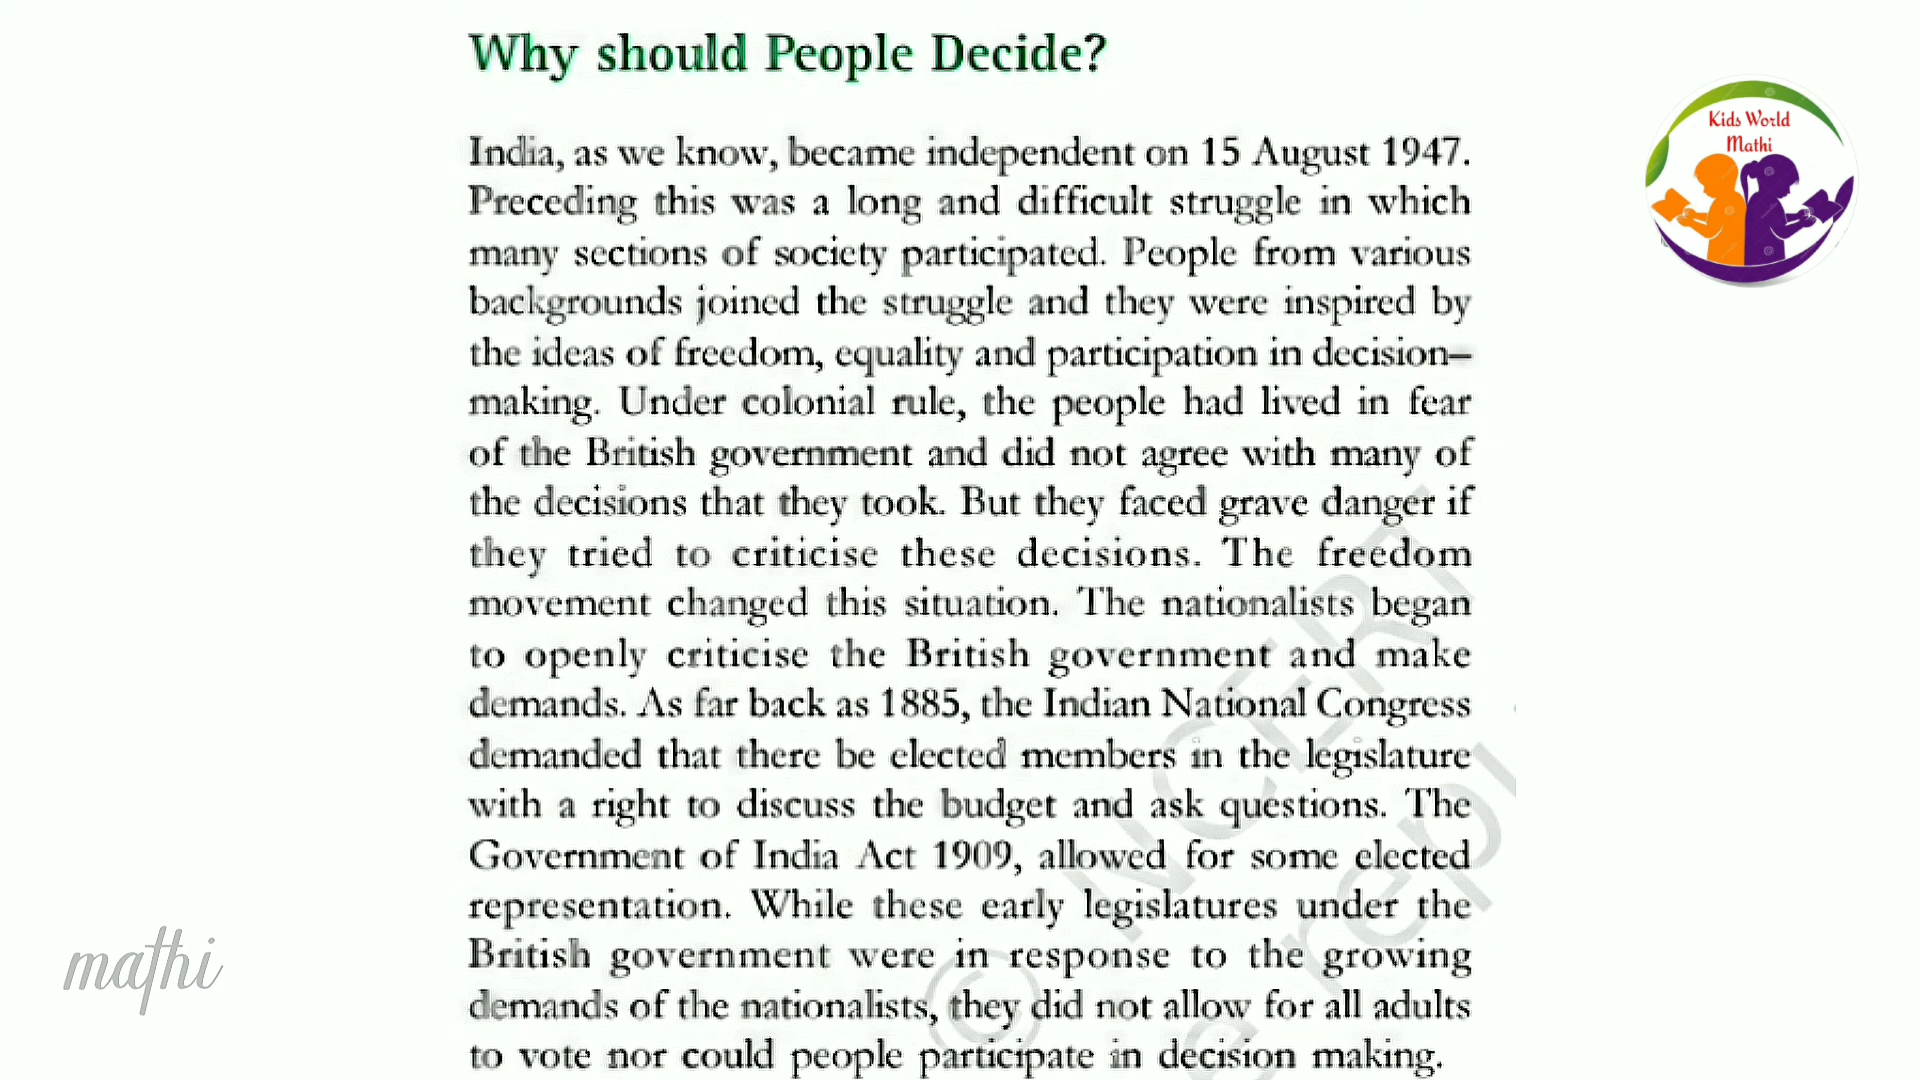 Why should People Decide?
India, as we know, became independent on 15 August 1947.
Preceding this was a long and difficult struggle in which
many sections of society participated. People from various
backgrounds joined the struggle and they were inspired by
the ideas of freedom, equality and participation in decision–
making. Under colonial rule, the people had lived in fear
of the British government and did not agree with many of
the decisions that they took. But they faced grave danger if
they tried to criticise these decisions. The freedom
movement changed this situation. The nationalists began
to openly criticise the British government and make
demands. As far back as 1885, the Indian National Congress
demanded that there be elected members in the legislature
with a right to discuss the budget and ask questions. The
Government of India Act 1909, allowed for some elected
representation. While these early legislatures under the
British government were in response to the growing
demands of the nationalists, they did not allow for all adults
to vote nor could people participate in decision making.
Kids World
Mathi
mathi
© NCERT